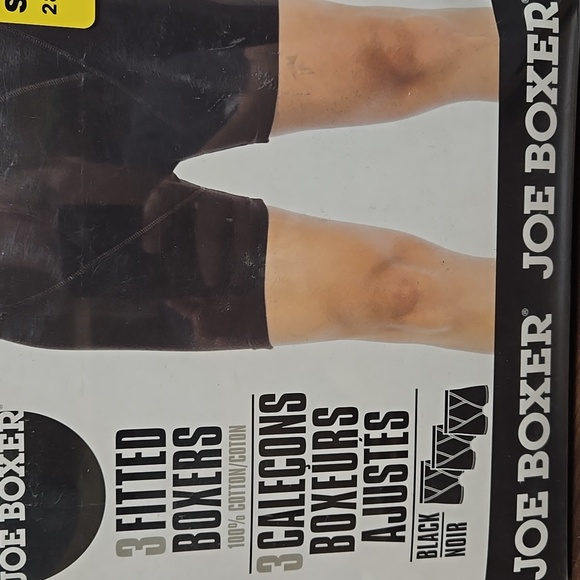 JOE BOXER
3 FITTED
BOXERS
100% COTTON/COTON
3 CALEÇONS
BOXEURS
AJUSTÉS
BLACK
NOIR
JOE BOXER® JOE BOXER®